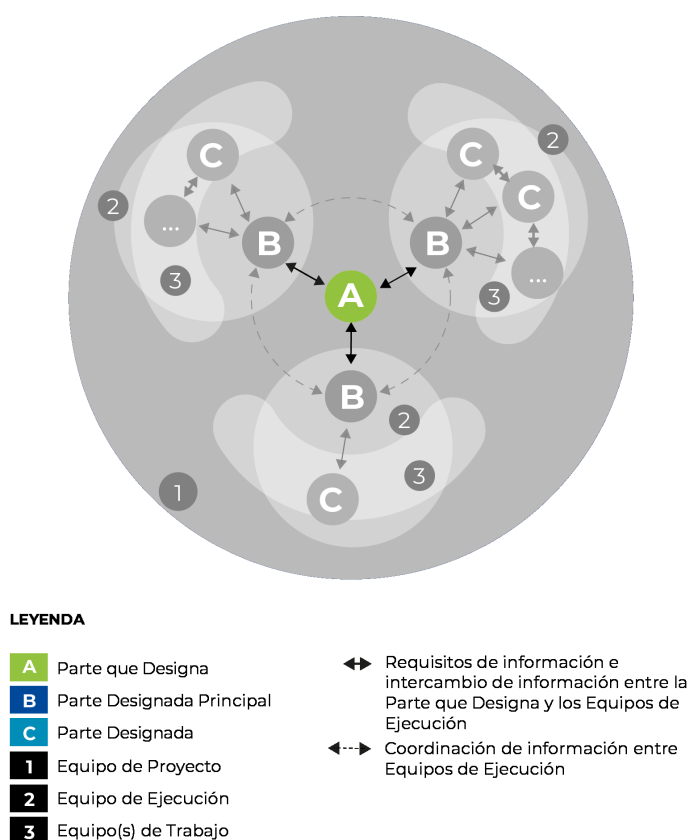 C
C
2
2
C
...
B
B
3
...
3
A
B
2
3
1
C
LEYENDA
A Parte que Designa
B Parte Designada Principal
C Parte Designada
1 Equipo de Proyecto
2 Equipo de Ejecución
3 Equipo(s) de Trabajo
Requisitos de información e
intercambio de información entre la
Parte que Designa y los Equipos de
Ejecución
Coordinación de información entre
Equipos de Ejecución